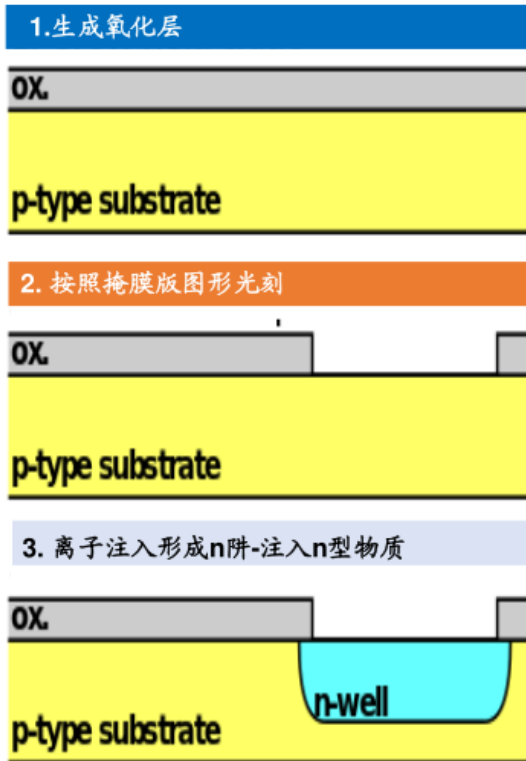 1.生成氧化层
ox.
p-type substrate
2. 按照掩膜版图形光刻
ox.
p-type substrate
3. 离子注入形成n阱-注入n型物质
ox.
n-well
p-type substrate